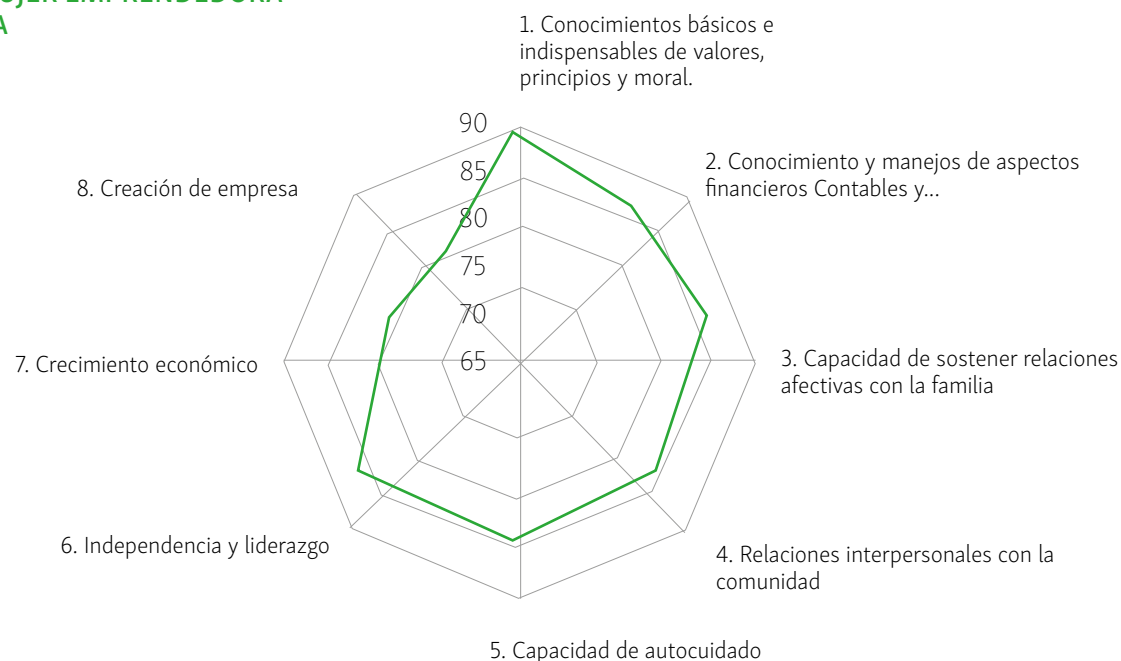 1. Conocimientos básicos e
indispensables de valores,
principios y moral.
90
85
80
75
70
65
2. Conocimiento y manejos de aspectos
financieros Contables y...
3. Capacidad de sostener relaciones
afectivas con la familia
4. Relaciones interpersonales con la
comunidad
5. Capacidad de autocuidado
6. Independencia y liderazgo
7. Crecimiento económico
8. Creación de empresa